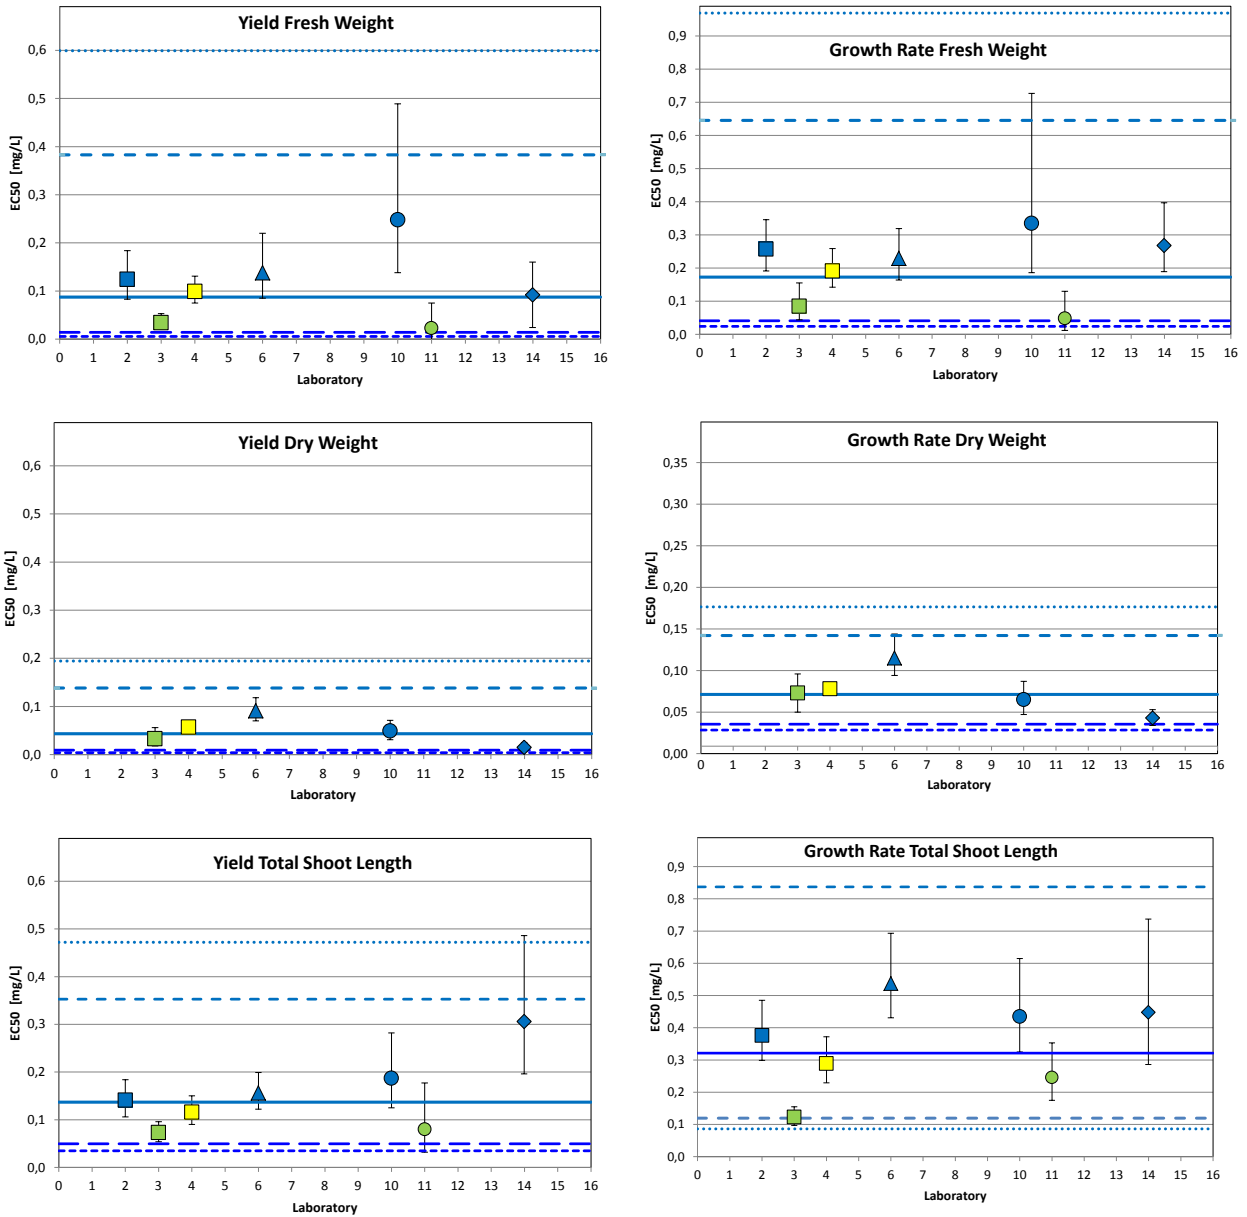 Yield Fresh Weight
EC50 [mg/L]
0,6
0,5
0,4
0,3
0,2
0,1
0,0
0 1 2 3 4 5 6 7 8 9 10 11 12 13 14 15 16
Laboratory
Growth Rate Fresh Weight
EC50 [mg/L]
0,9
0,8
0,7
0,6
0,5
0,4
0,3
0,2
0,1
0,0
0 1 2 3 4 5 6 7 8 9 10 11 12 13 14 15 16
Laboratory
Yield Dry Weight
EC50 [mg/L]
0,6
0,5
0,4
0,3
0,2
0,1
0,0
0 1 2 3 4 5 6 7 8 9 10 11 12 13 14 15 16
Laboratory
Growth Rate Dry Weight
EC50 [mg/L]
0,35
0,30
0,25
0,20
0,15
0,10
0,05
0,00
0 1 2 3 4 5 6 7 8 9 10 11 12 13 14 15 16
Laboratory
Yield Total Shoot Length
EC50 [mg/L]
0,6
0,5
0,4
0,3
0,2
0,1
0,0
0 1 2 3 4 5 6 7 8 9 10 11 12 13 14 15 16
Laboratory
Growth Rate Total Shoot Length
EC50 [mg/L]
0,9
0,8
0,7
0,6
0,5
0,4
0,3
0,2
0,1
0,0
0 1 2 3 4 5 6 7 8 9 10 11 12 13 14 15 16
Laboratory